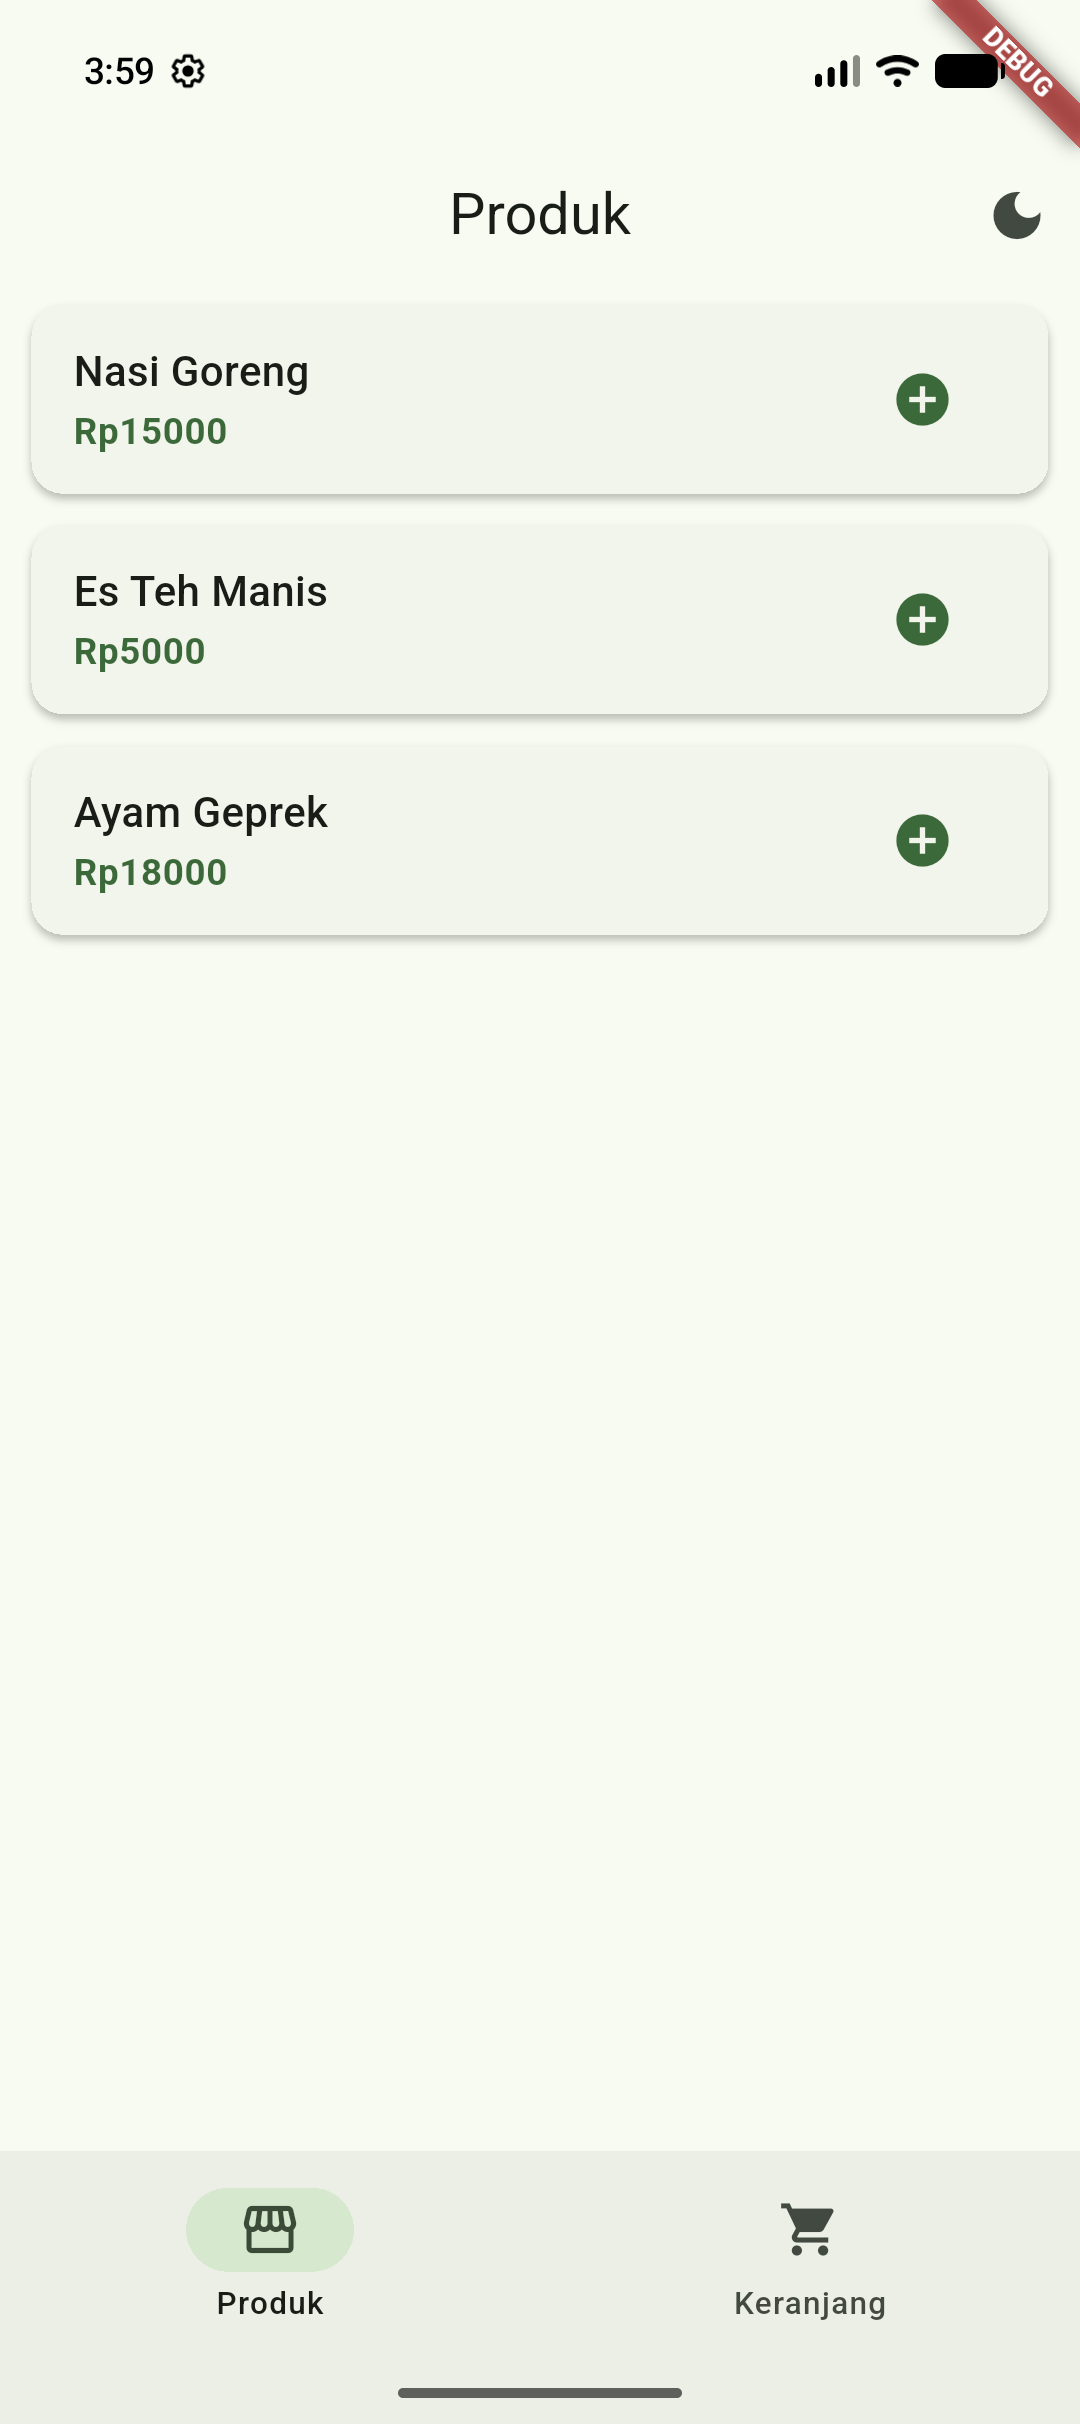 3:59
DEBUG
Produk
Nasi Goreng
Rp15000
Es Teh Manis
Rp5000
Ayam Geprek
Rp18000
Produk
Keranjang